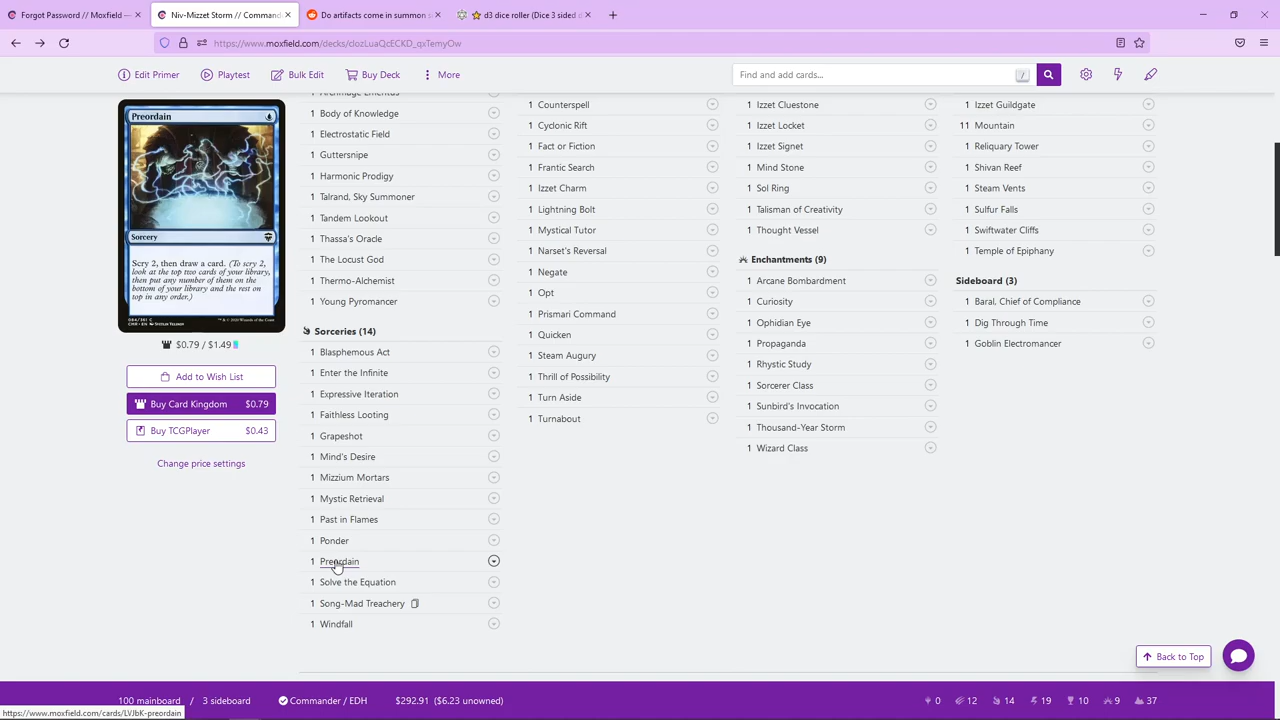 Forgot Password // Moxfield —
Niv-Mizzet Storm // Command
Do artifacts come in summon s
d3 dice roller (Dice 3 sided d
https://www.moxfield.com/decks/clozLuaQcECKD_qxTemyOw
Edit Primer
Playtest
Bulk Edit
Buy Deck
More
Find and add cards...
/
Preordain
Sorcery
Scry 2, then draw a card. (To scry 2,
look at the top two cards of your library,
then put any number of them on the
bottom of your library and the rest on
top in any order.)
$0.79 / $1.49
Add to Wish List
Buy Card Kingdom $0.79
Buy TCGPlayer $0.43
Change price settings
1 Archmage Emeritus
1 Body of Knowledge
1 Electrostatic Field
1 Guttersnipe
1 Harmonic Prodigy
1 Talrand, Sky Summoner
1 Tandem Lookout
1 Thassa's Oracle
1 The Locust God
1 Thermo-Alchemist
1 Young Pyromancer
Sorceries (14)
1 Blasphemous Act
1 Enter the Infinite
1 Expressive Iteration
1 Faithless Looting
1 Grapeshot
1 Mind's Desire
1 Mizzium Mortars
1 Mystic Retrieval
1 Past in Flames
1 Ponder
1 Preordain
1 Solve the Equation
1 Song-Mad Treachery
1 Windfall
1 Counterspell
1 Cyclonic Rift
1 Fact or Fiction
1 Frantic Search
1 Izzet Charm
1 Lightning Bolt
1 Mystical Tutor
1 Narset's Reversal
1 Negate
1 Opt
1 Prismari Command
1 Quicken
1 Steam Augury
1 Thrill of Possibility
1 Turn Aside
1 Turnabout
1 Izzet Cluestone
1 Izzet Locket
1 Izzet Signet
1 Mind Stone
1 Sol Ring
1 Talisman of Creativity
1 Thought Vessel
Enchantments (9)
1 Arcane Bombardment
1 Curiosity
1 Ophidian Eye
1 Propaganda
1 Rhystic Study
1 Sorcerer Class
1 Sunbird's Invocation
1 Thousand-Year Storm
1 Wizard Class
1 Izzet Guildgate
11 Mountain
1 Reliquary Tower
1 Shivan Reef
1 Steam Vents
1 Sulfur Falls
1 Swiftwater Cliffs
1 Temple of Epiphany
Sideboard (3)
1 Baral, Chief of Compliance
1 Dig Through Time
1 Goblin Electromancer
Back to Top
100 mainboard / 3 sideboard
Commander / EDH
$292.91 ($6.23 unowned)
0 12 14 19 10 9 37
https://www.moxfield.com/cards/LVJbK-preordain